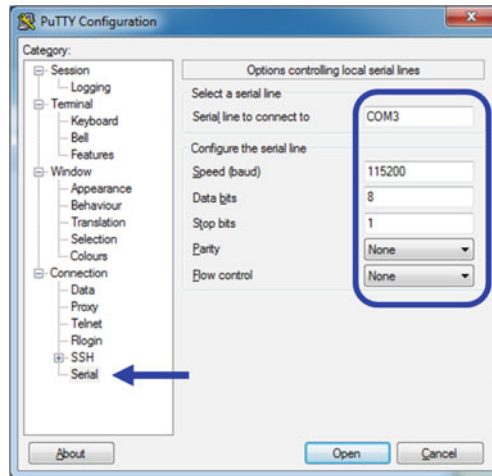 PuTTY Configuration
Category:
Session
Logging
Terminal
Keyboard
Bell
Features
Window
Appearance
Behaviour
Translation
Selection
Colours
Connection
Data
Proxy
Telnet
Rlogin
SSH
Serial
Options controlling local serial lines
Select a serial line
Serial line to connect to COM3
Configure the serial line
Speed (baud) 115200
Data bits 8
Stop bits 1
Parity None
Flow control None
About Open Cancel